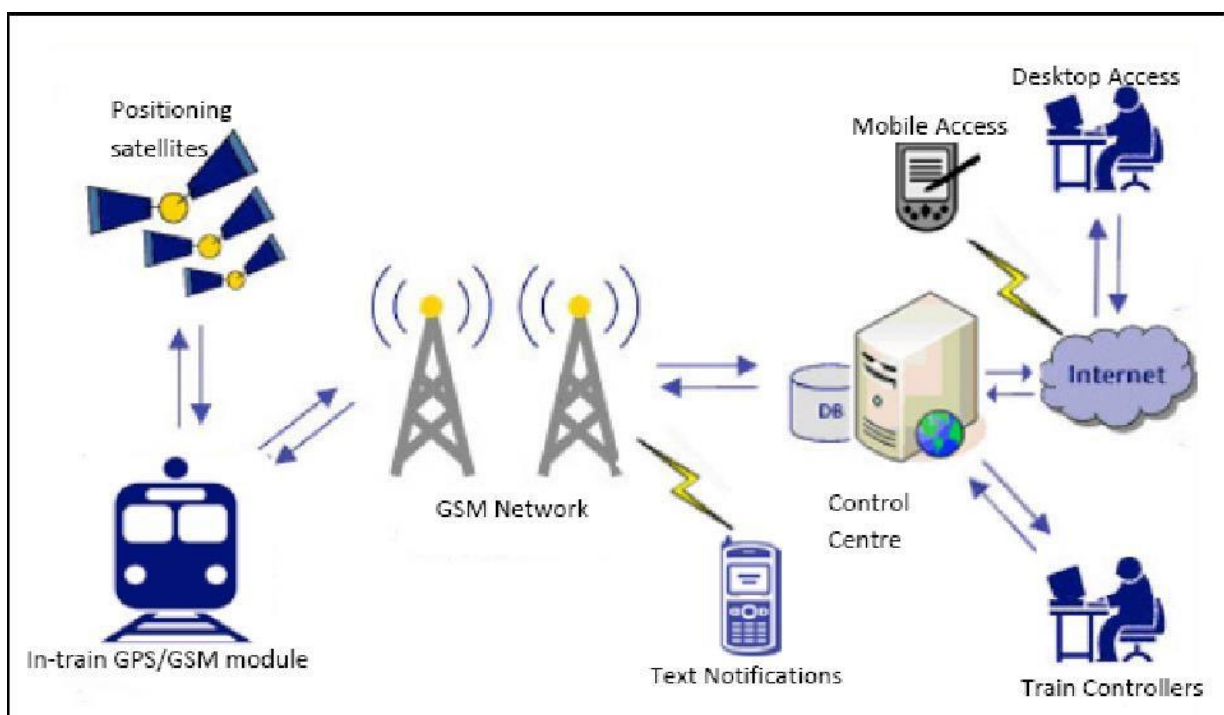 Positioning
satellites
Desktop Access
Mobile Access
Internet
DB
GSM Network
Control
Centre
In-train GPS/GSM module
Text Notifications
Train Controllers